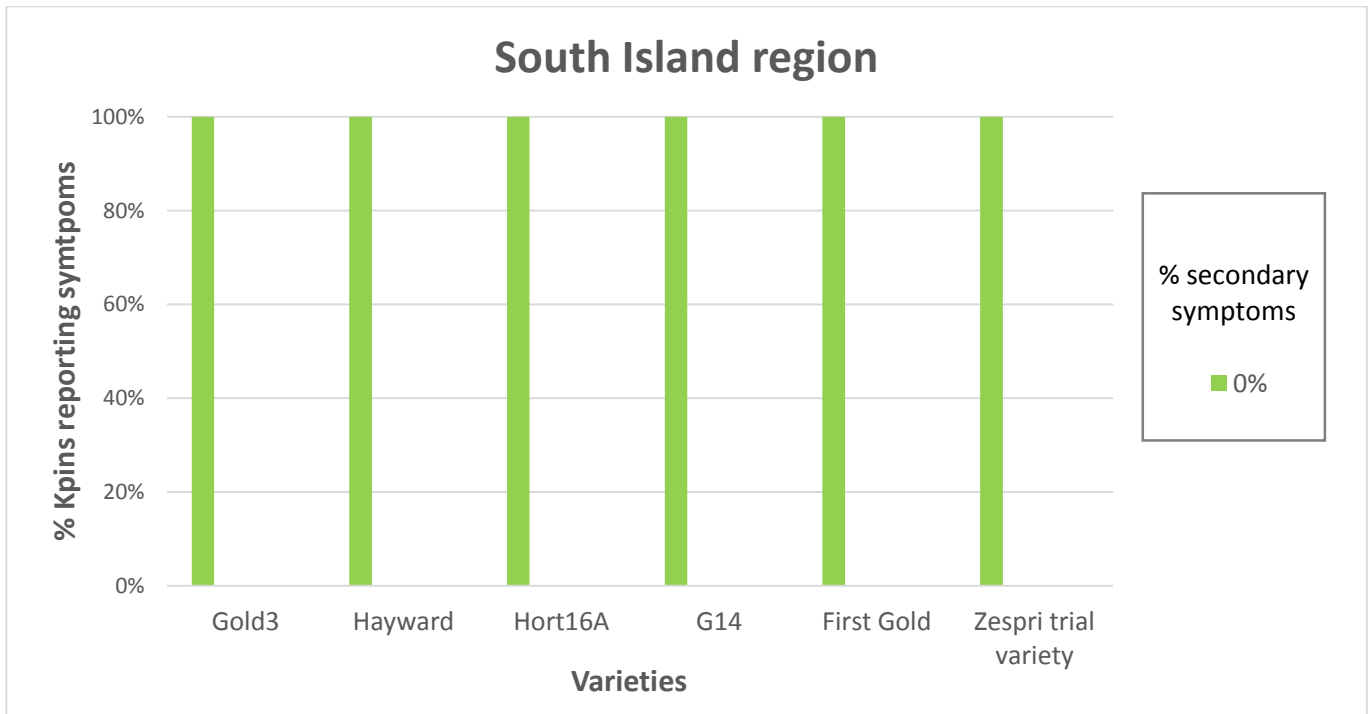 South Island region
% Kpins reporting symtpoms
100%
80%
60%
40%
20%
0%
Gold3
Hayward
Hort16A
G14
First Gold
Zespri trial
variety
Varieties
% secondary
symptoms
0%